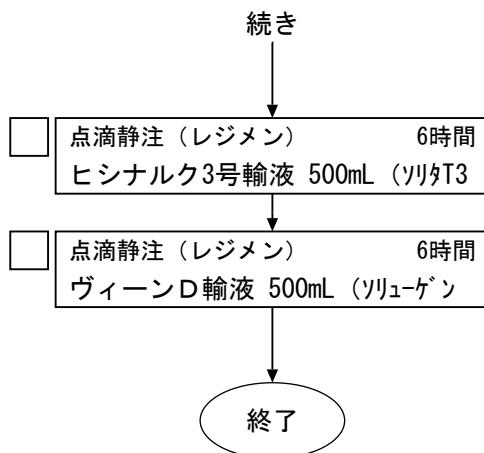 続き
点滴静注（レジメン） 6時間
ヒシナルク3号輸液 500mL（ｿﾘﾀT3
点滴静注（レジメン） 6時間
ヴィーンＤ輸液 500mL（ｿﾘｭｰｹﾞﾝ
終了